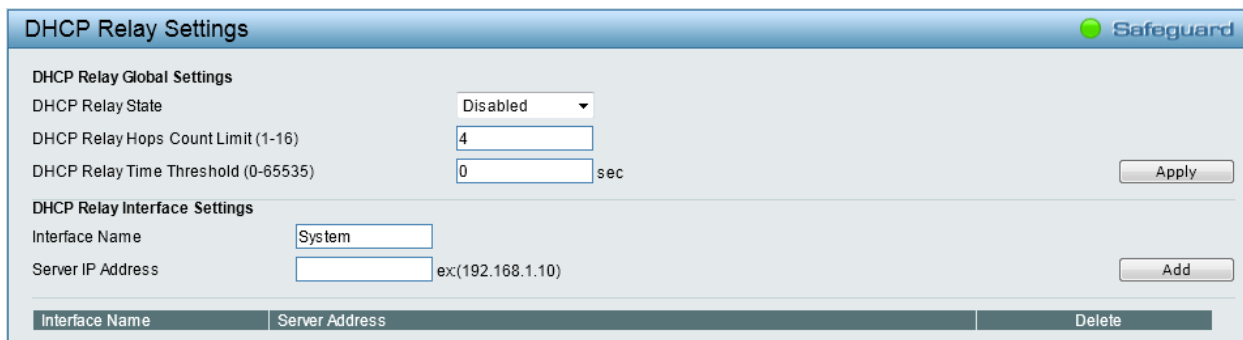 DHCP Relay Settings Safeguard
DHCP Relay Global Settings
DHCP Relay State Disabled
DHCP Relay Hops Count Limit (1-16) 4
DHCP Relay Time Threshold (0-65535) 0 sec Apply
DHCP Relay Interface Settings
Interface Name System
Server IP Address ex:(192.168.1.10) Add
Interface Name Server Address Delete